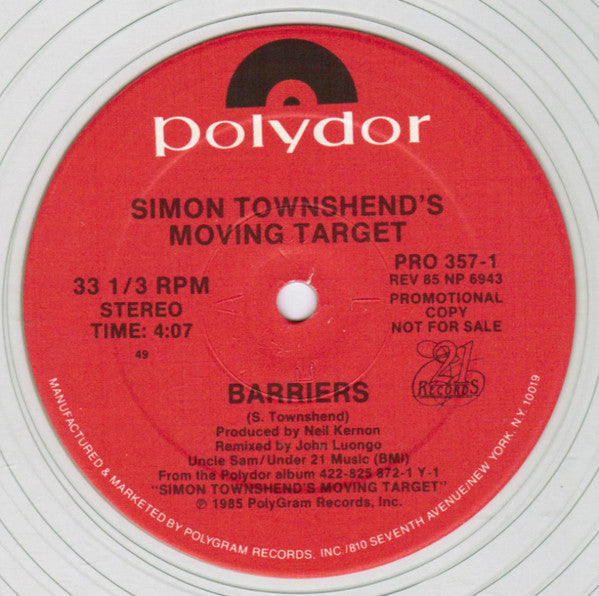 polydor
SIMON TOWNSHEND'S
MOVING TARGET
33 1/3 RPM
STEREO
TIME: 4:07
49
PRO 357-1
REV 85 NP 6943
PROMOTIONAL
COPY
NOT FOR SALE
21
RECORDS
BARRIERS
(S. Townshend)
Produced by Neil Kernon
Remixed by John Luongo
Uncle Sam/Under 21 Music (BMI)
From the Polydor album 422-825 872-1 Y-1
"SIMON TOWNSHEND'S MOVING TARGET"
℗ 1985 PolyGram Records, Inc.
MANUFACTURED & MARKETED BY POLYGRAM RECORDS, INC./810 SEVENTH AVENUE/NEW YORK, N.Y. 10019